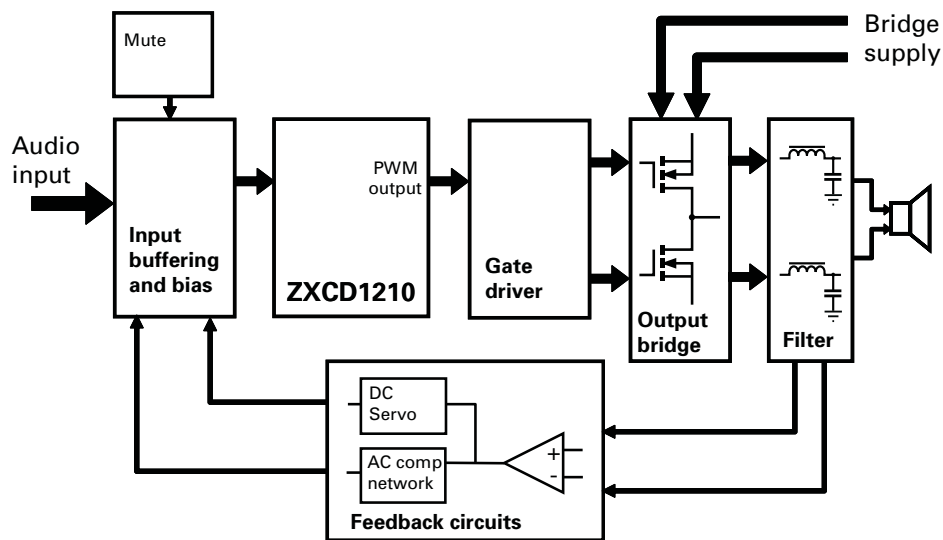 Mute
Bridge
supply
Audio
input
PWM
output
Input
buffering
and bias
ZXCD1210
Gate
driver
Output
bridge
Filter
DC
Servo
AC comp
network
+
-
Feedback circuits